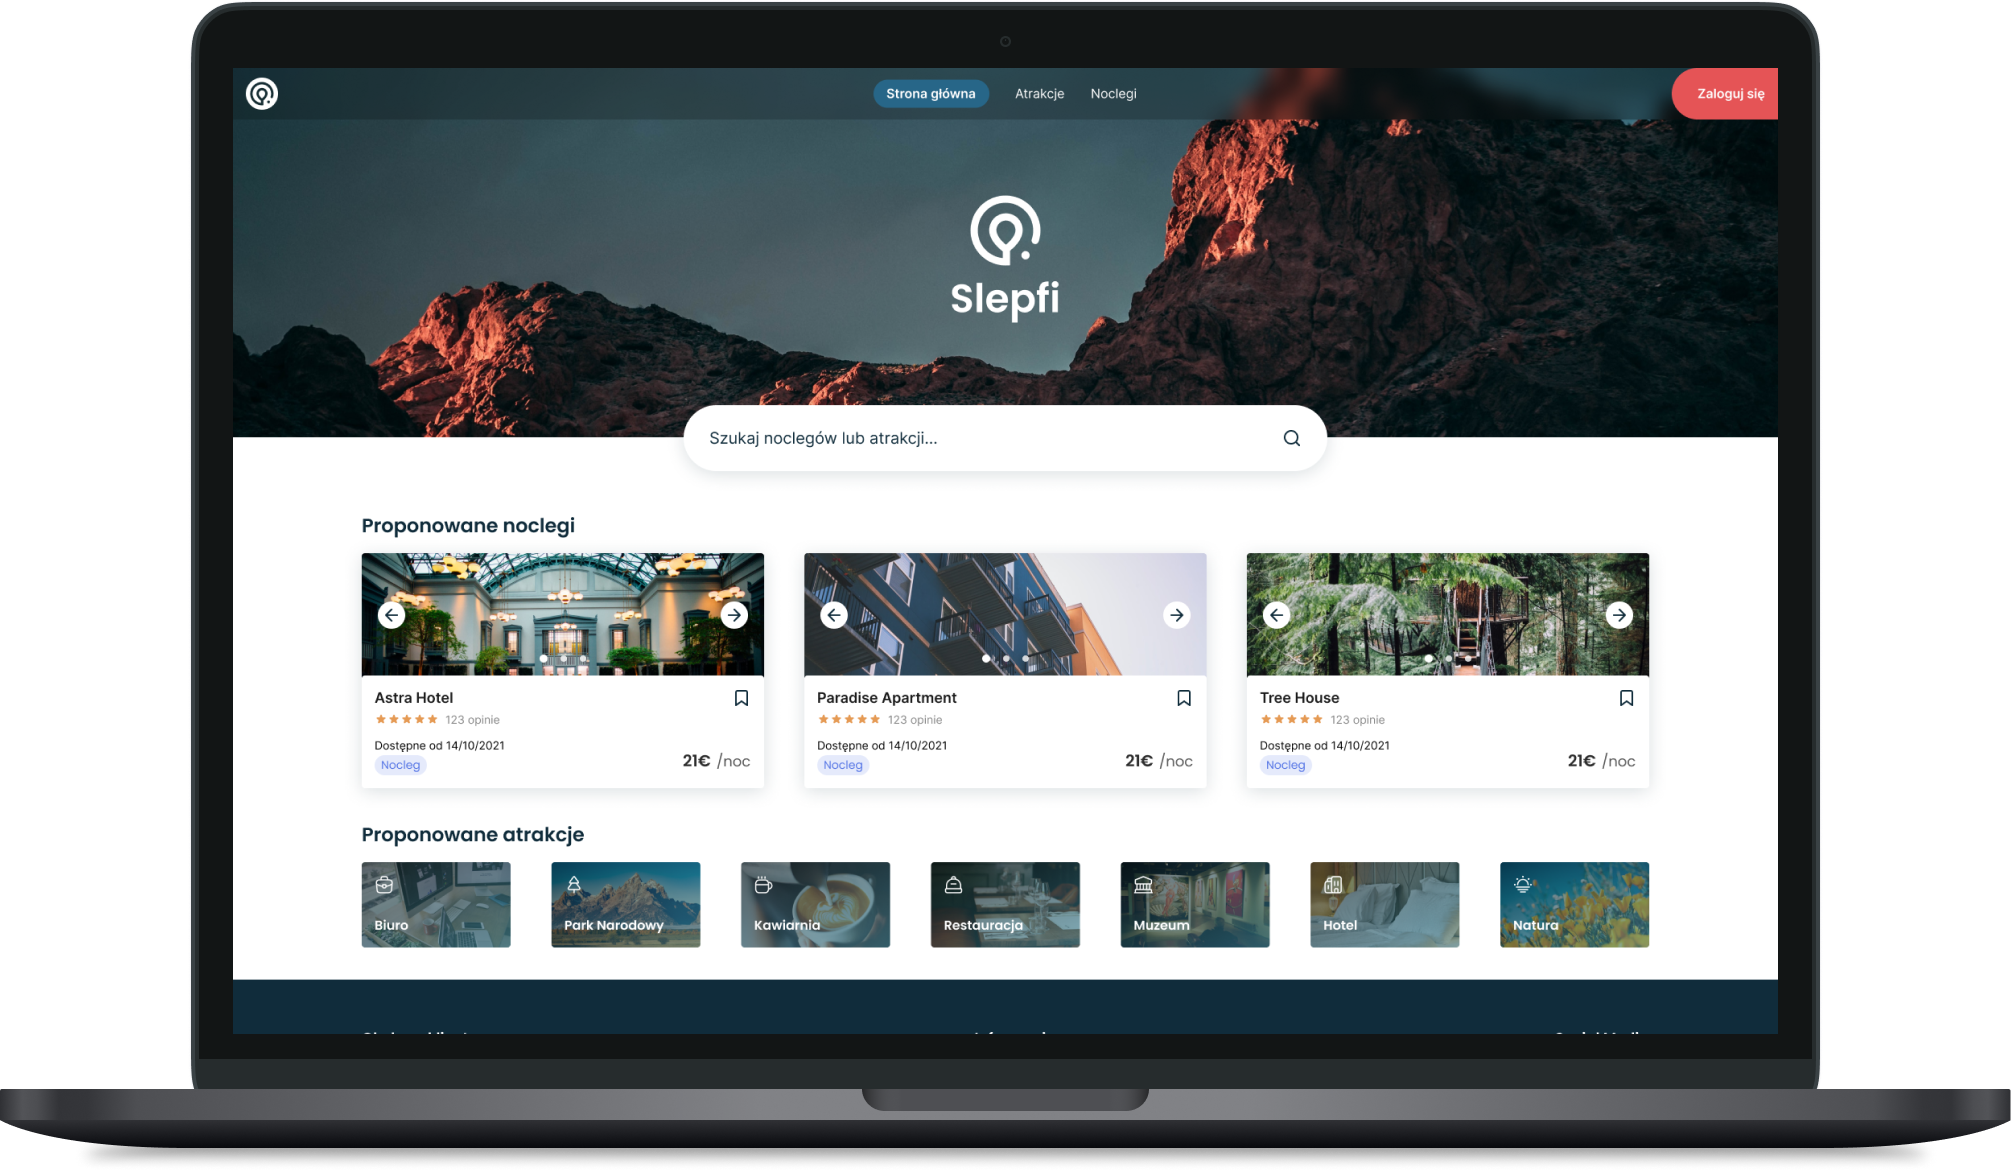 Strona główna
Atrakcje
Noclegi
Zaloguj się
Slepfi
Szukaj noclegów lub atrakcji...
Proponowane noclegi
Astra Hotel
123 opinie
Dostępne od 14/10/2021
Nocleg
21€ /noc
Paradise Apartment
123 opinie
Dostępne od 14/10/2021
Nocleg
21€ /noc
Tree House
123 opinie
Dostępne od 14/10/2021
Nocleg
21€ /noc
Proponowane atrakcje
Biuro
Park Narodowy
Kawiarnia
Restauracja
Muzeum
Hotel
Natura